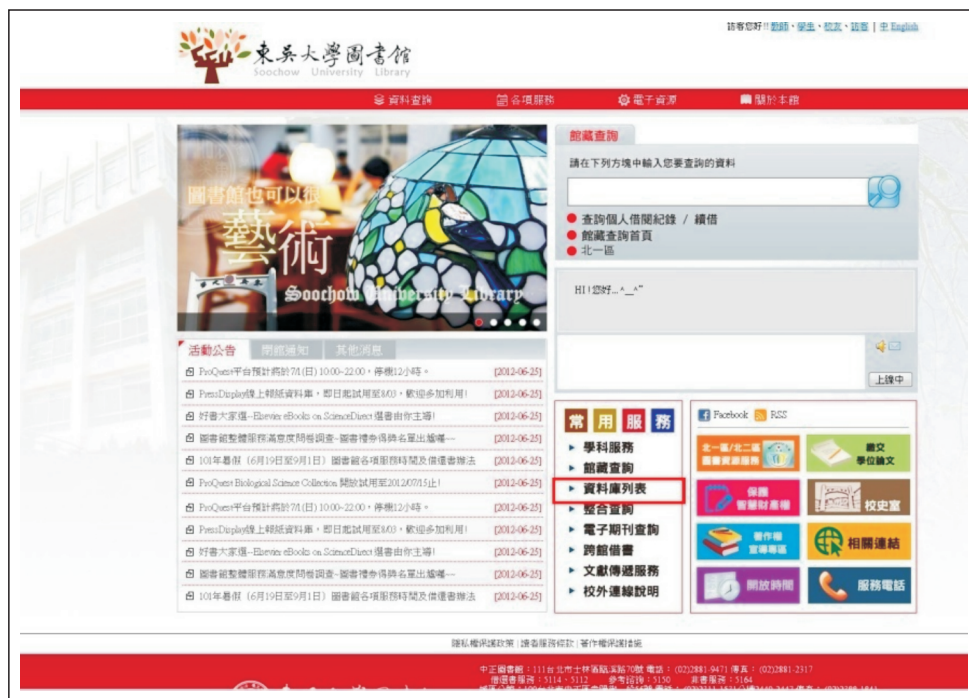 訪客您好!! 教師、學生、校友、訪客 | 中 English
東吳大學圖書館
Soochow University Library
資料查詢
各項服務
電子資源
關於本館
圖書館也可以很
藝術
Soochow University Library
館藏查詢
請在下列方塊中輸入您要查詢的資料
查詢個人借閱紀錄 / 續借
館藏查詢首頁
北一區
HI!您好...^_^"
上線中
活動公告 閉館通知 其他消息
ProQuest平台預計將於7/1(日) 10:00~22:00,停機12小時。 [2012-06-25]
PressDisplay線上報紙資料庫,即日起試用至8/03,歡迎多加利用! [2012-06-25]
好書大家選--Elsevier eBooks on ScienceDirect 選書由你主導! [2012-06-25]
圖書館整體服務滿意度問卷調查~圖書禮券得獎名單出爐囉~~ [2012-06-25]
101年暑假 (6月19日至9月1日) 圖書館各項服務時間及借還書辦法 [2012-06-25]
ProQuest Biological Science Collection 開放試用至2012/07/15止! [2012-06-25]
ProQuest平台預計將於7/1(日) 10:00~22:00,停機12小時。 [2012-06-25]
PressDisplay線上報紙資料庫,即日起試用至8/03,歡迎多加利用! [2012-06-25]
好書大家選--Elsevier eBooks on ScienceDirect 選書由你主導! [2012-06-25]
圖書館整體服務滿意度問卷調查~圖書禮券得獎名單出爐囉~~ [2012-06-25]
101年暑假 (6月19日至9月1日) 圖書館各項服務時間及借還書辦法 [2012-06-25]
常用服務
學科服務
館藏查詢
資料庫列表
整合查詢
電子期刊查詢
跨館借書
文獻傳遞服務
校外連線說明
Facebook RSS
北一區/北二區
圖書資源服務
繳交
學位論文
保護
智慧財產權
校史室
著作權
宣導專區
相關連結
開放時間
服務電話
隱私權保護政策 | 讀者服務條款 | 著作權保護措施
中正圖書館:111台北市士林區臨溪路70號 電話:(02)2881-9471 傳真:(02)2881-2317
借還書服務:5114、5112 參考諮詢:5150 非書服務:5164